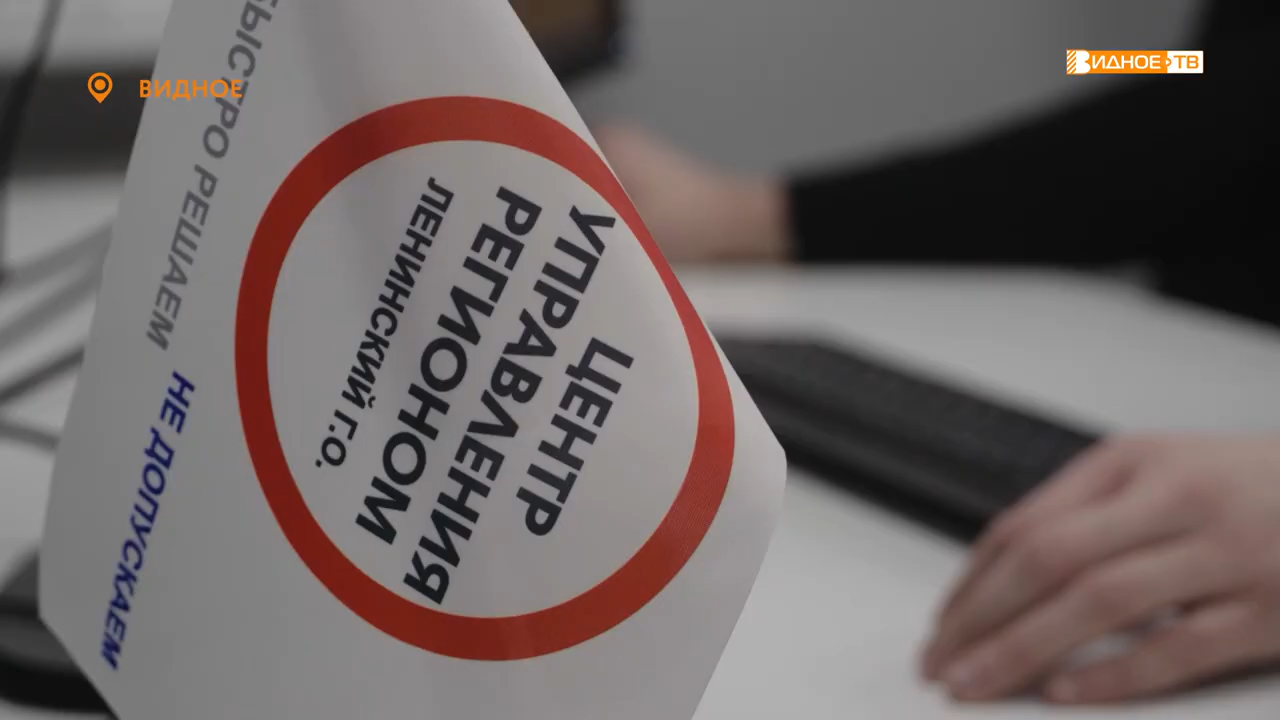 ВИДНОЕ
ВИДНОЕ ТВ
ЦЕНТР
УПРАВЛЕНИЯ
РЕГИОНОМ
ЛЕНИНСКИЙ Г.О.
РЕШАЕМ
НЕ ДОПУСКАЕМ